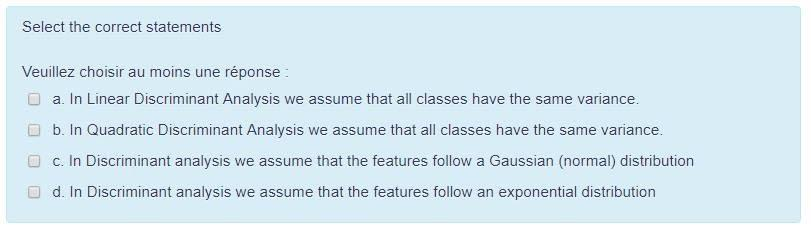 Select the correct statements
Veuillez choisir au moins une réponse :
a. In Linear Discriminant Analysis we assume that all classes have the same variance.
b. In Quadratic Discriminant Analysis we assume that all classes have the same variance.
c. In Discriminant analysis we assume that the features follow a Gaussian (normal) distribution
d. In Discriminant analysis we assume that the features follow an exponential distribution